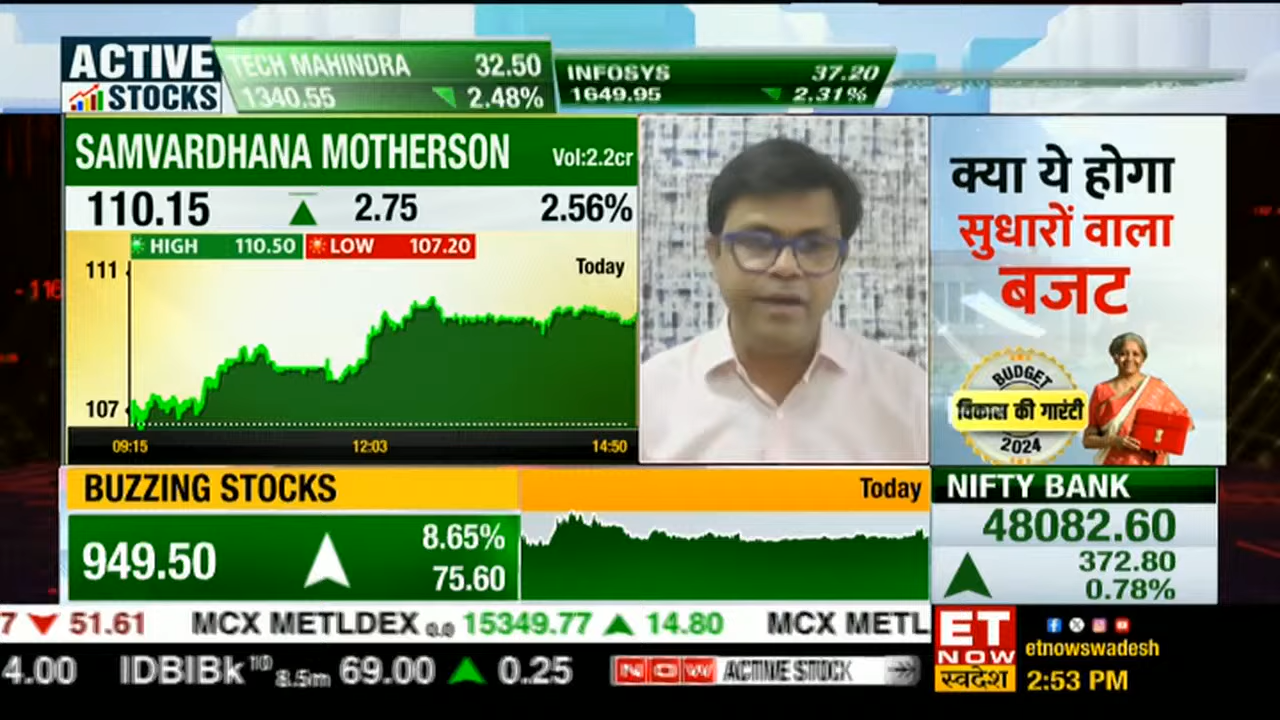 ACTIVE STOCKS
TECH MAHINDRA 32.50
1340.55 2.48%
INFOSYS 37.20
1649.95 2.31%
SAMVARDHANA MOTHERSON Vol:2.2cr
110.15 2.75 2.56%
HIGH 110.50 LOW 107.20
Today
111
107
09:15 12:03 14:50
क्या ये होगा
सुधारों वाला
बजट
BUDGET
विकास की गारंटी
2024
BUZZING STOCKS
Today
949.50
8.65%
75.60
NIFTY BANK
48082.60
372.80
0.78%
7 51.61 MCX METLDEX 0.0 15349.77 14.80 MCX METL
4.00 IDBIBk 11D 8.5m 69.00 0.25 NOW ACTIVE STOCK
ET
NOW
स्वदेश
etnowswadesh
2:53 PM